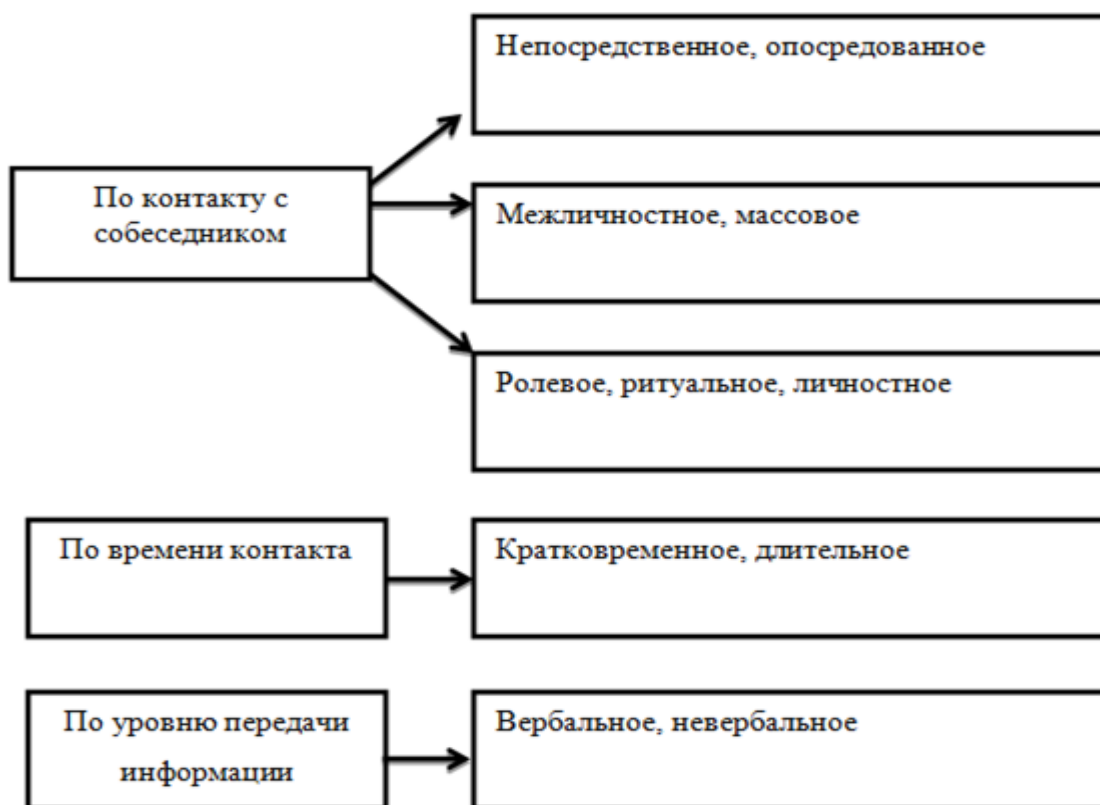 Непосредственное, опосредованное
По контакту с
собеседником
Межличностное, массовое
Ролевое, ритуальное, личностное
По времени контакта
Кратковременное, длительное
По уровню передачи
информации
Вербальное, невербальное